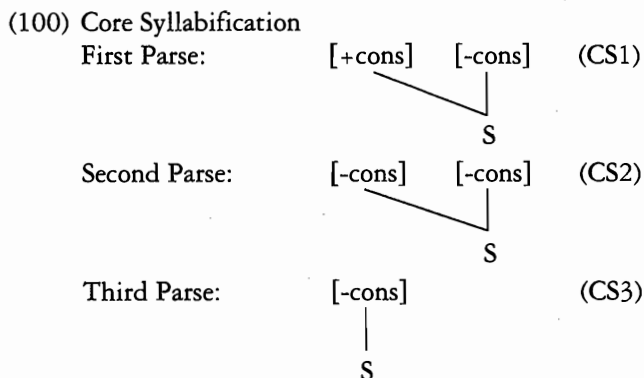 (100) Core Syllabification
First Parse: [+cons] [-cons] (CS1)
S
Second Parse: [-cons] [-cons] (CS2)
S
Third Parse: [-cons] (CS3)
S